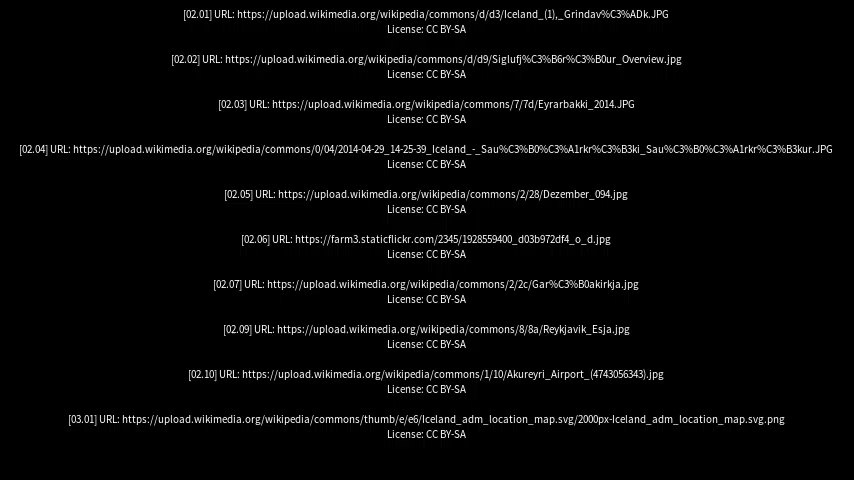 [02.01] URL: https://upload.wikimedia.org/wikipedia/commons/d/d3/Iceland_(1),_Grindav%C3%ADk.JPG
License: CC BY-SA
[02.02] URL: https://upload.wikimedia.org/wikipedia/commons/d/d9/Siglufj%C3%B6r%C3%B0ur_Overview.jpg
License: CC BY-SA
[02.03] URL: https://upload.wikimedia.org/wikipedia/commons/7/7d/Eyrarbakki_2014.JPG
License: CC BY-SA
[02.04] URL: https://upload.wikimedia.org/wikipedia/commons/0/04/2014-04-29_14-25-39_Iceland_-_Sau%C3%B0%C3%A1rkr%C3%B3ki_Sau%C3%B0%C3%A1rkr%C3%B3kur.JPG
License: CC BY-SA
[02.05] URL: https://upload.wikimedia.org/wikipedia/commons/2/28/Dezember_094.jpg
License: CC BY-SA
[02.06] URL: https://farm3.staticflickr.com/2345/1928559400_d03b972df4_o_d.jpg
License: CC BY-SA
[02.07] URL: https://upload.wikimedia.org/wikipedia/commons/2/2c/Gar%C3%B0akirkja.jpg
License: CC BY-SA
[02.09] URL: https://upload.wikimedia.org/wikipedia/commons/8/8a/Reykjavik_Esja.jpg
License: CC BY-SA
[02.10] URL: https://upload.wikimedia.org/wikipedia/commons/1/10/Akureyri_Airport_(4743056343).jpg
License: CC BY-SA
[03.01] URL: https://upload.wikimedia.org/wikipedia/commons/thumb/e/e6/Iceland_adm_location_map.svg/2000px-Iceland_adm_location_map.svg.png
License: CC BY-SA